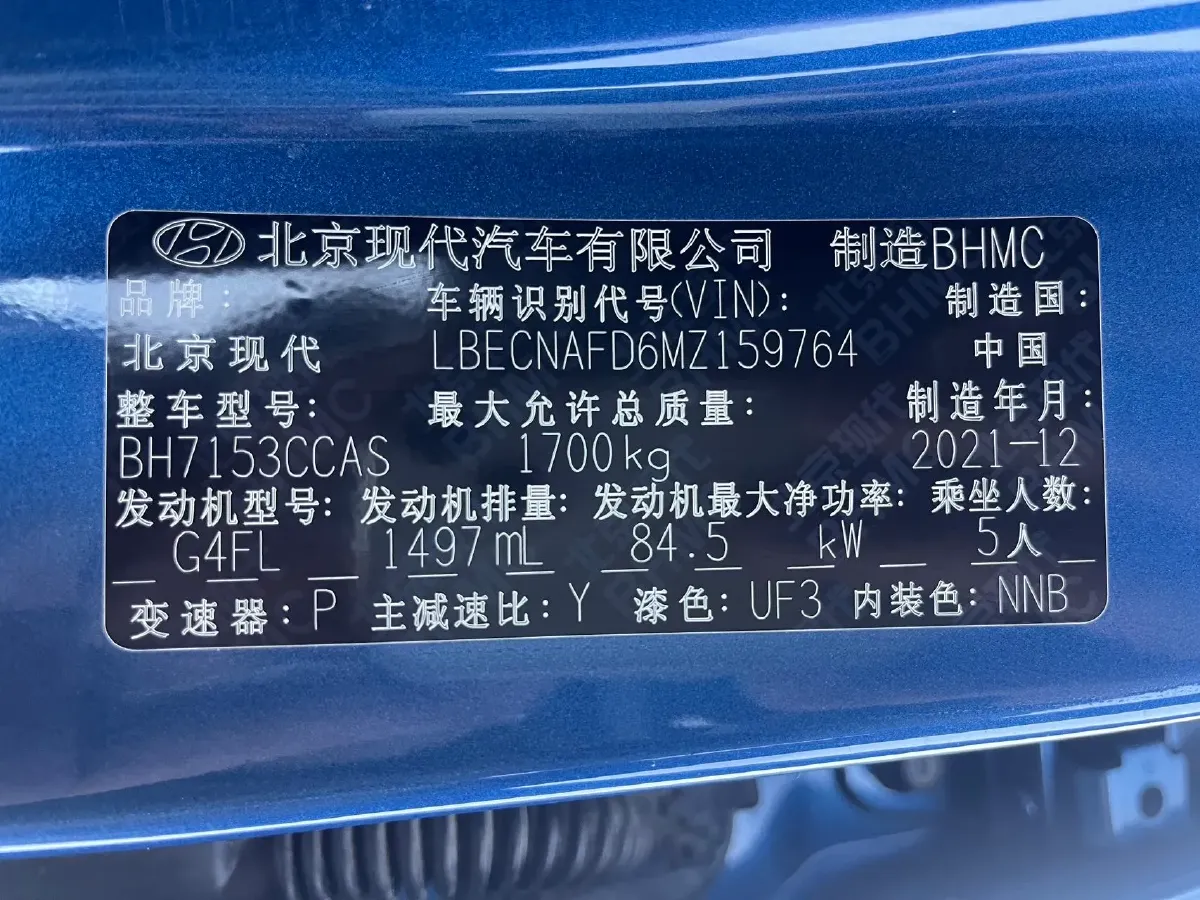 北京现代汽车有限公司 制造BHMC
品牌: 车辆识别代号(VIN): 制造国:
北京现代 LBECNAFD6MZ159764 中国
整车型号: 最大允许总质量: 制造年月:
BH7153CCAS 1700kg 2021-12
发动机型号: 发动机排量: 发动机最大净功率: 乘坐人数:
G4FL 1497mL 84.5 kW 5人
变速器: P 主减速比: Y 漆色: UF3 内装色: NNB